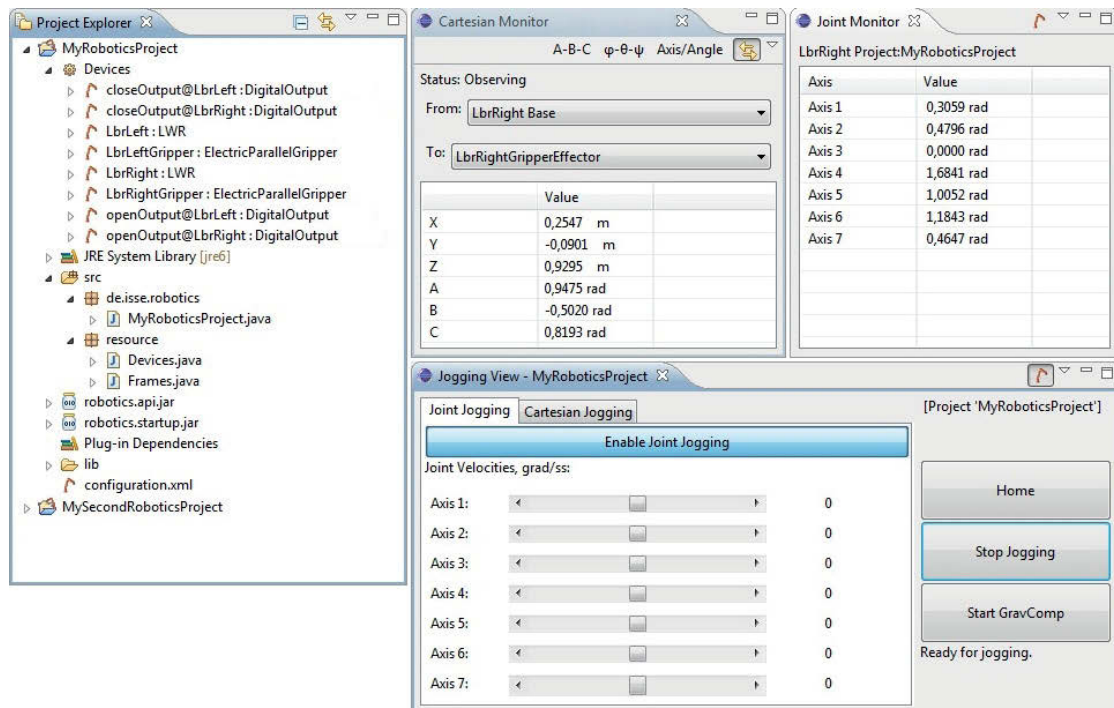 Project Explorer
MyRoboticsProject
Devices
closeOutput@LbrLeft : DigitalOutput
closeOutput@LbrRight : DigitalOutput
LbrLeft : LWR
LbrLeftGripper : ElectricParallelGripper
LbrRight : LWR
LbrRightGripper : ElectricParallelGripper
openOutput@LbrLeft : DigitalOutput
openOutput@LbrRight : DigitalOutput
JRE System Library [jre6]
src
de.isse.robotics
MyRoboticsProject.java
resource
Devices.java
Frames.java
robotics.api.jar
robotics.startup.jar
Plug-in Dependencies
lib
configuration.xml
MySecondRoboticsProject
Cartesian Monitor
A-B-C φ-θ-ψ Axis/Angle
Status: Observing
From: LbrRight Base
To: LbrRightGripperEffector
Value
X 0,2547 m
Y -0,0901 m
Z 0,9295 m
A 0,9475 rad
B -0,5020 rad
C 0,8193 rad
Joint Monitor
LbrRight Project:MyRoboticsProject
Axis Value
Axis 1 0,3059 rad
Axis 2 0,4796 rad
Axis 3 0,0000 rad
Axis 4 1,6841 rad
Axis 5 1,0052 rad
Axis 6 1,1843 rad
Axis 7 0,4647 rad
Jogging View - MyRoboticsProject
Joint Jogging Cartesian Jogging
Enable Joint Jogging
Joint Velocities, grad/ss:
Axis 1: 0
Axis 2: 0
Axis 3: 0
Axis 4: 0
Axis 5: 0
Axis 6: 0
Axis 7: 0
[Project 'MyRoboticsProject']
Home
Stop Jogging
Start GravComp
Ready for jogging.